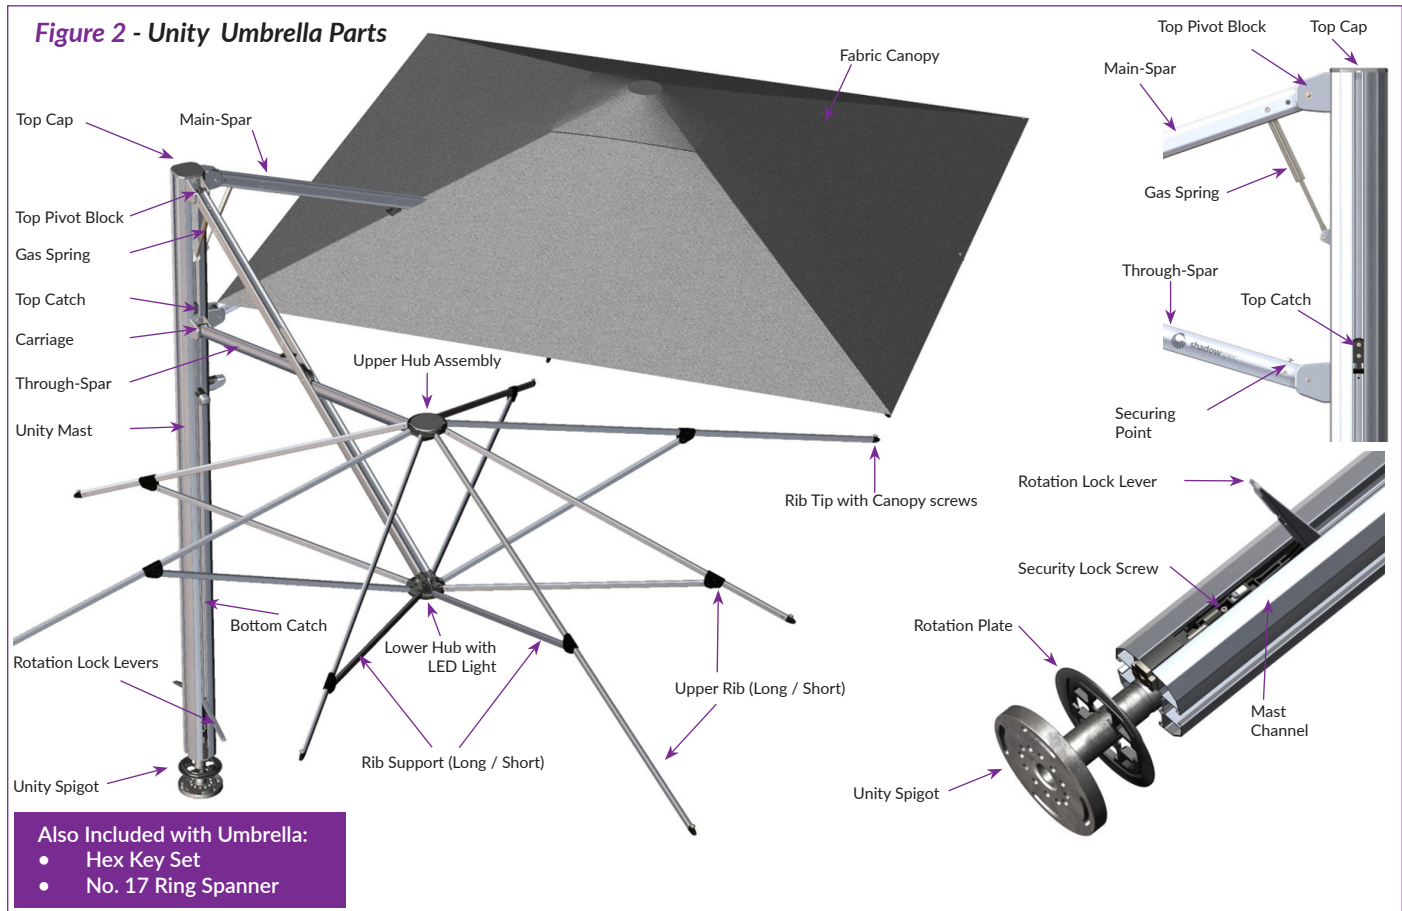 Figure 2 - Unity Umbrella Parts
Fabric Canopy
Top Cap
Main-Spar
Top Pivot Block
Gas Spring
Top Catch
Carriage
Through-Spar
Unity Mast
Upper Hub Assembly
Rib Tip with Canopy screws
Bottom Catch
Lower Hub with
LED Light
Rotation Lock Levers
Upper Rib (Long / Short)
Rib Support (Long / Short)
Unity Spigot
Also Included with Umbrella:
• Hex Key Set
• No. 17 Ring Spanner
Top Pivot Block
Top Cap
Main-Spar
Gas Spring
Through-Spar
Top Catch
shadowspec
Securing
Point
Rotation Lock Lever
Security Lock Screw
Rotation Plate
Mast
Channel
Unity Spigot